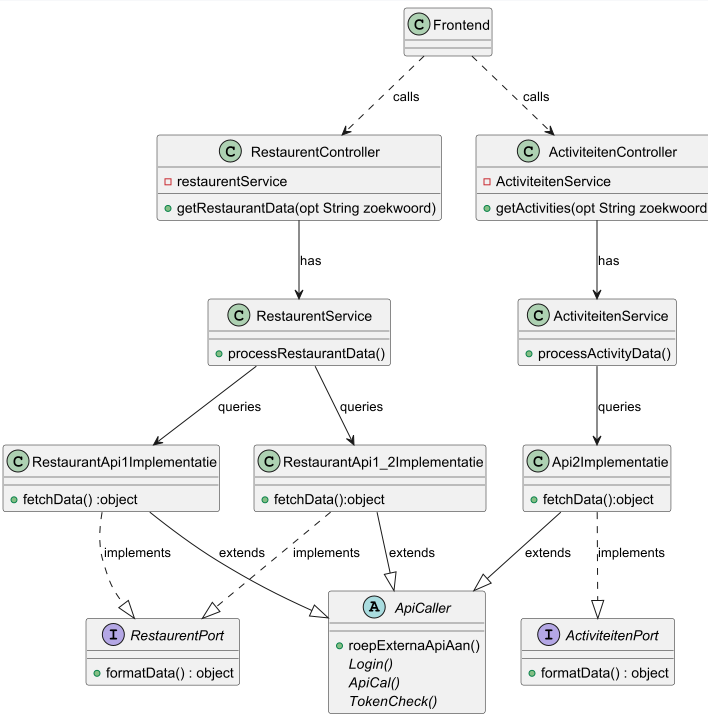 C Frontend
calls
calls
C RestaurentController
restaurentService
getRestaurantData(opt String zoekwoord)
C ActiviteitenController
ActiviteitenService
getActivities(opt String zoekwoord
has
has
C RestaurentService
processRestaurantData()
C ActiviteitenService
processActivityData()
queries
queries
queries
C RestaurantApi1Implementatie
fetchData() :object
C RestaurantApi1_2Implementatie
fetchData():object
C Api2Implementatie
fetchData():object
implements
extends
implements
extends
extends
implements
I RestaurentPort
formatData() : object
A ApiCaller
roepExternaApiAan()
Login()
ApiCal()
TokenCheck()
I ActiviteitenPort
formatData() : object